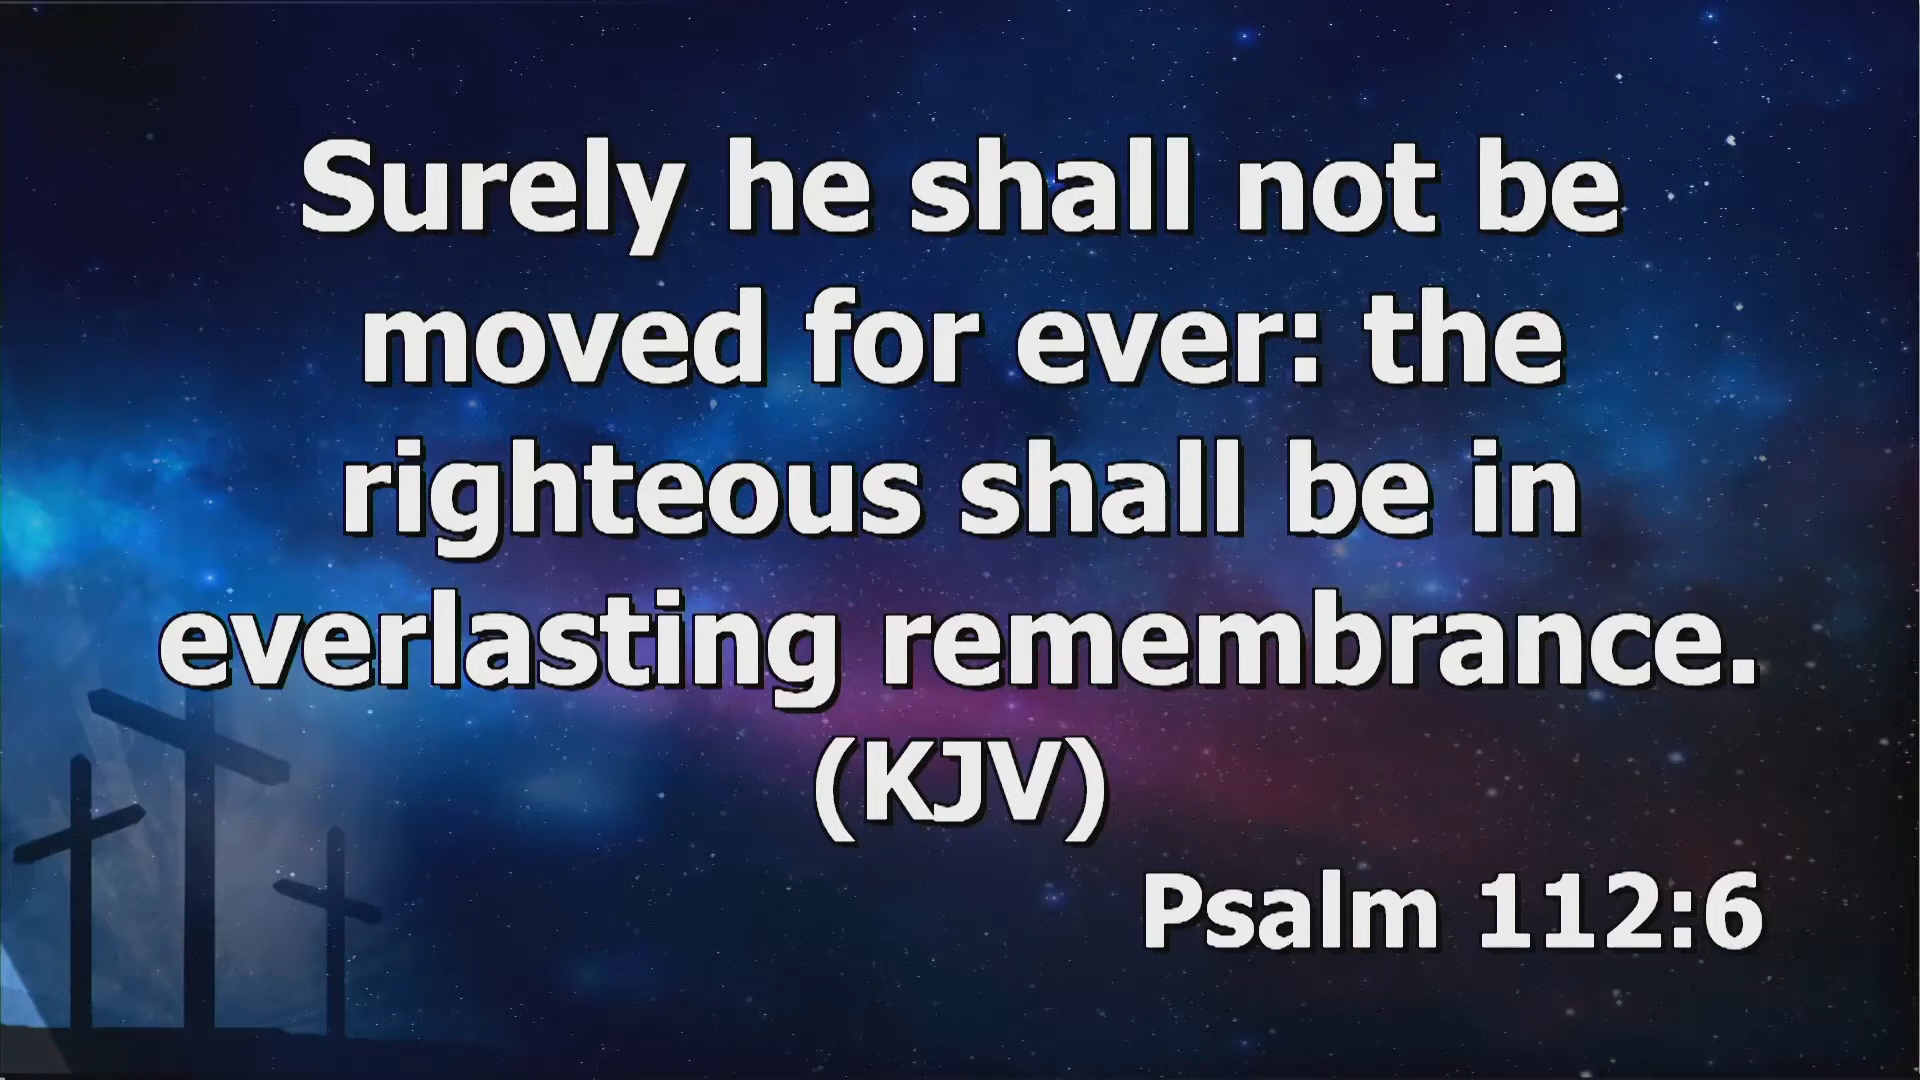 Surely he shall not be
moved for ever: the
righteous shall be in
everlasting remembrance.
(KJV)
Psalm 112:6